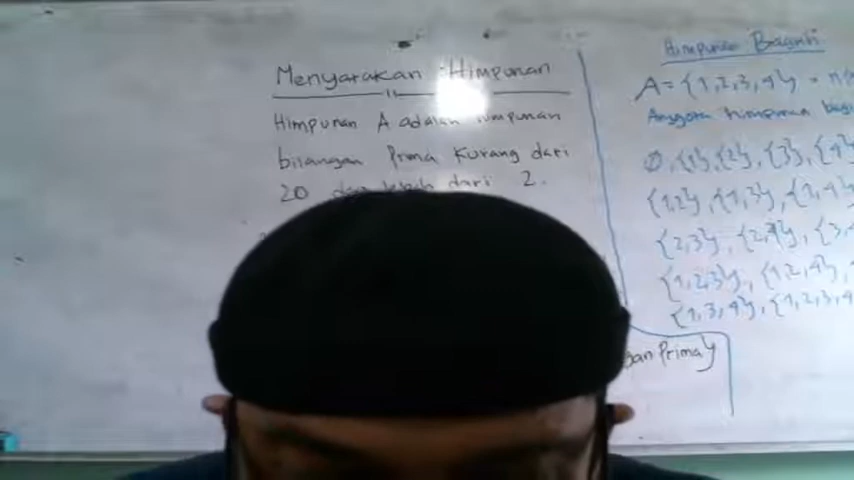 Menyatakan Himpunan
Himpunan A adalah himpunan
bilangan Prima Kurang dari
20 dan lebih dari 2.
Himpunan Bagian
A = {1,2,3,4}
Anggota himpunan
∅, {1}, {2}, {3}, {4}
{1,2}, {1,3}, {1,4}
{2,3}, {2,4}, {3,
{1,2,3}, {1,2,4},
{1,3,4}, {1,2,3,4
gan Prima}